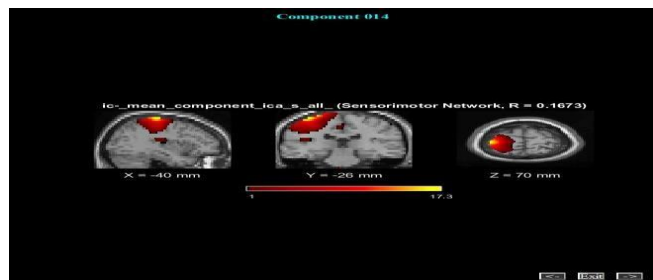 Component 014
ic-_mean_component_ica_s_all_ (Sensorimotor Network, R = 0.1673)
X = -40 mm
Y = -26 mm
Z = 70 mm
1
17.3
<-
Exit
->